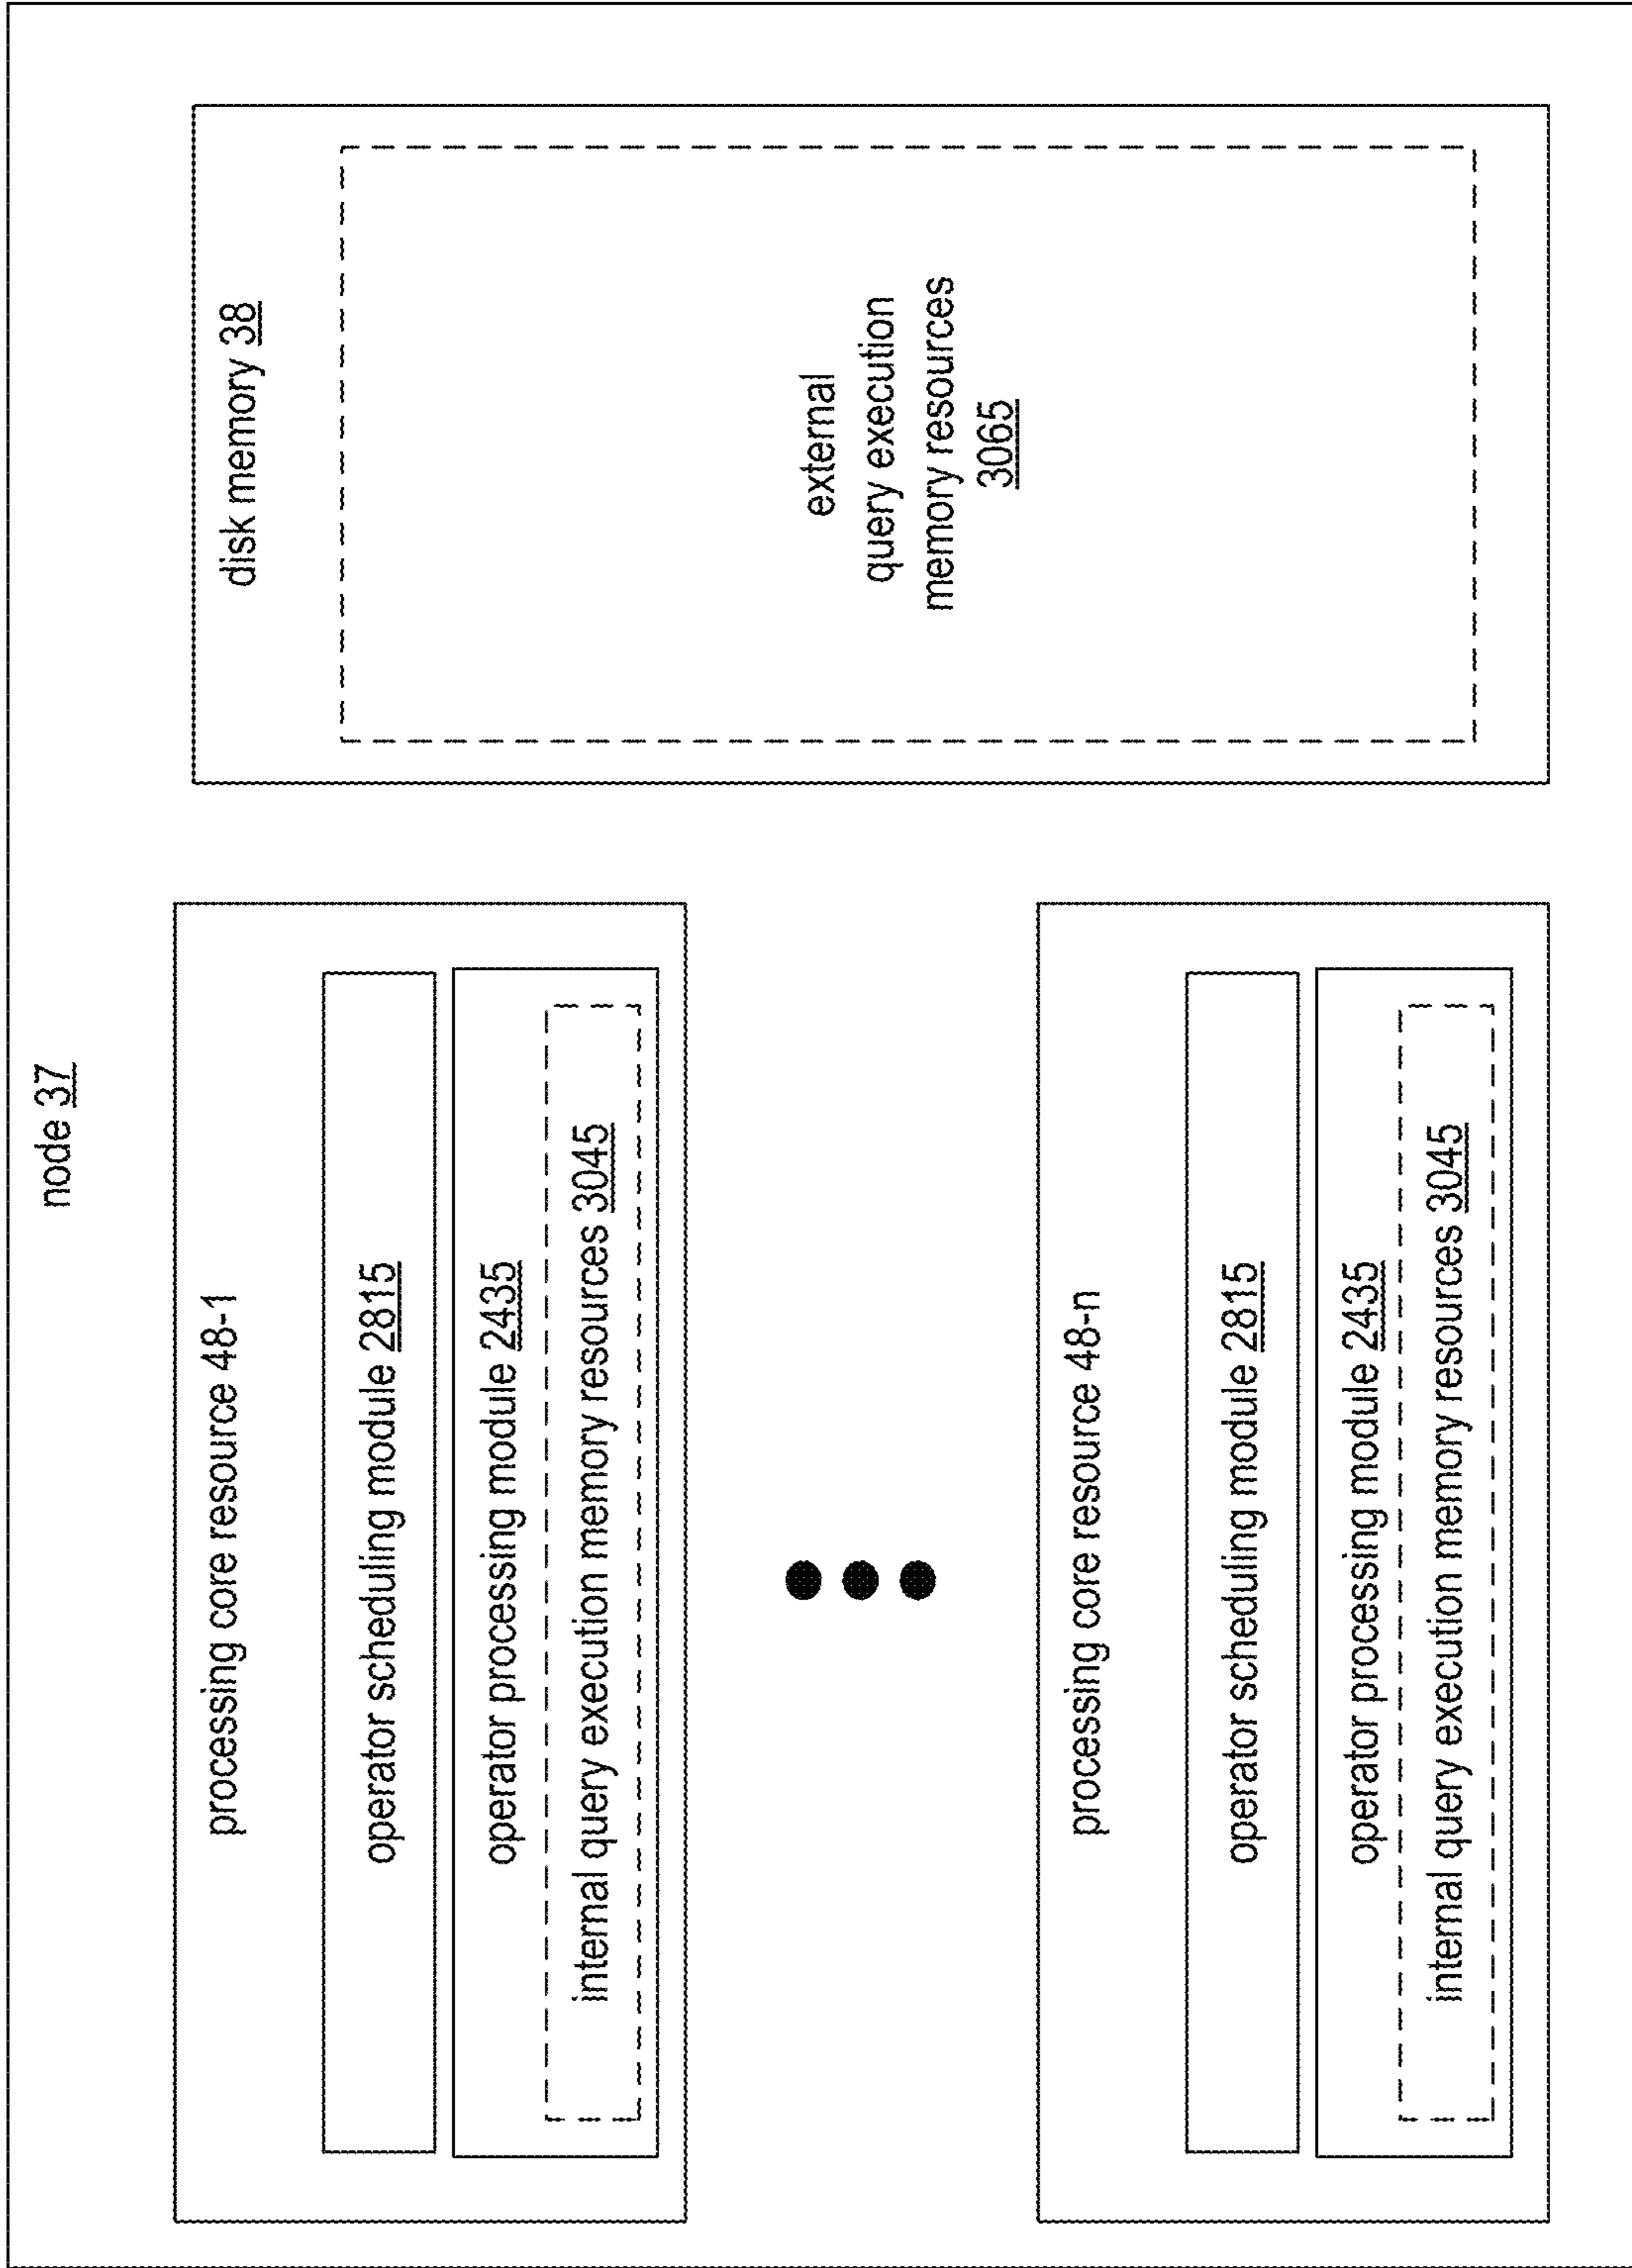 node 37
processing core resource 48-1
operator scheduling module 2815
operator processing module 2435
internal query execution memory resources 3045
processing core resource 48-n
operator scheduling module 2815
operator processing module 2435
internal query execution memory resources 3045
disk memory 38
external
query execution
memory resources
3065